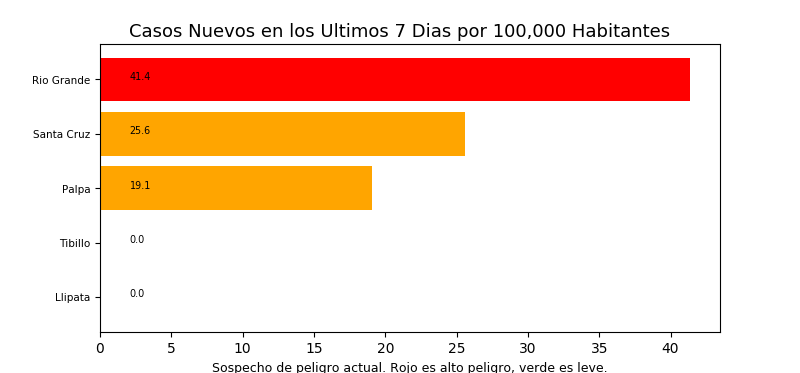 Casos Nuevos en los Ultimos 7 Dias por 100,000 Habitantes
Rio Grande 41.4
Santa Cruz 25.6
Palpa 19.1
Tibillo 0.0
Llipata 0.0
0 5 10 15 20 25 30 35 40
Sospecho de peligro actual. Rojo es alto peligro, verde es leve.